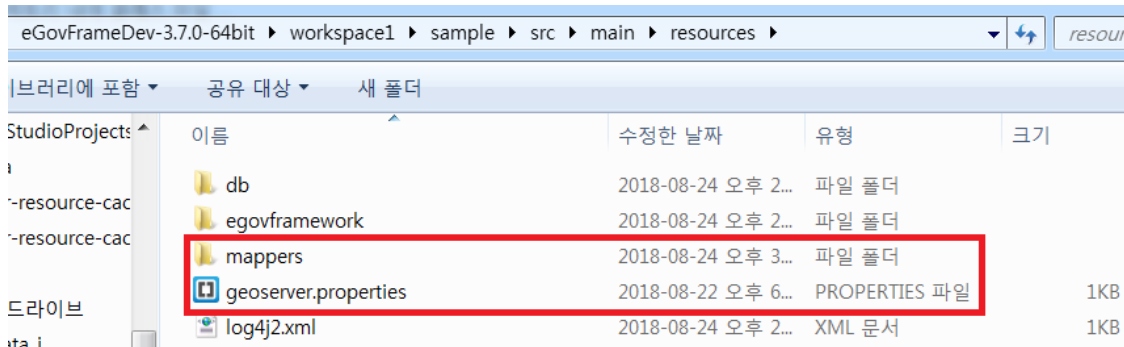 eGovFrameDev-3.7.0-64bit ▶ workspace1 ▶ sample ▶ src ▶ main ▶ resources ▶ resour
브러리에 포함 공유 대상 새 폴더
StudioProjects 이름 수정한 날짜 유형 크기
db 2018-08-24 오후 2... 파일 폴더
r-resource-cac egovframework 2018-08-24 오후 2... 파일 폴더
r-resource-cac mappers 2018-08-24 오후 3... 파일 폴더
geoserver.properties 2018-08-22 오후 6... PROPERTIES 파일 1KB
드라이브 log4j2.xml 2018-08-24 오후 2... XML 문서 1KB